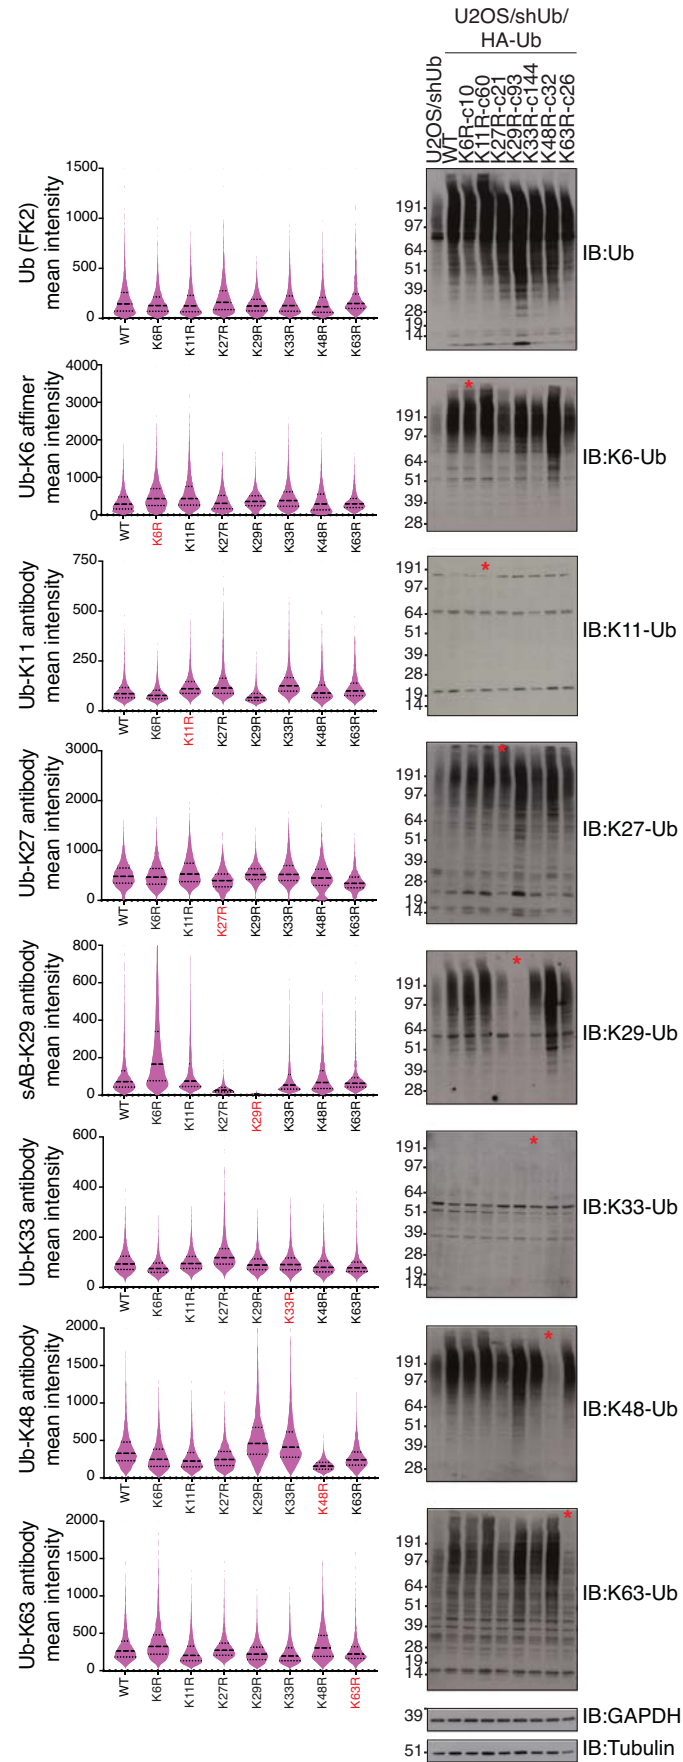 U2OS/shUb/
HA-Ub
U2OS/shUb
WT
K6R-c10
K11R-c60
K27R-c21
K29R-c93
K33R-c144
K48R-c32
K63R-c26
Ub (FK2)
mean intensity
1500
1000
500
0
WT K6R K11R K27R K29R K33R K48R K63R
191
97
64
51
39
28
19
14
IB:Ub
Ub-K6 affimer
mean intensity
4000
3000
2000
1000
0
WT K6R K11R K27R K29R K33R K48R K63R
*
191
97
64
51
39
28
IB:K6-Ub
Ub-K11 antibody
mean intensity
750
500
250
0
WT K6R K11R K27R K29R K33R K48R K63R
*
191
97
64
51
39
28
19
14
IB:K11-Ub
Ub-K27 antibody
mean intensity
3000
2000
1000
0
WT K6R K11R K27R K29R K33R K48R K63R
*
191
97
64
51
39
28
19
14
IB:K27-Ub
sAB-K29 antibody
mean intensity
800
600
400
200
0
WT K6R K11R K27R K29R K33R K48R K63R
*
191
97
64
51
39
28
IB:K29-Ub
Ub-K33 antibody
mean intensity
600
400
200
0
WT K6R K11R K27R K29R K33R K48R K63R
*
191
97
64
51
39
28
19
14
IB:K33-Ub
Ub-K48 antibody
mean intensity
2000
1500
1000
500
0
WT K6R K11R K27R K29R K33R K48R K63R
*
191
97
64
51
39
28
IB:K48-Ub
Ub-K63 antibody
mean intensity
2000
1500
1000
500
0
WT K6R K11R K27R K29R K33R K48R K63R
*
191
97
64
51
39
28
19
14
IB:K63-Ub
39
IB:GAPDH
51
IB:Tubulin